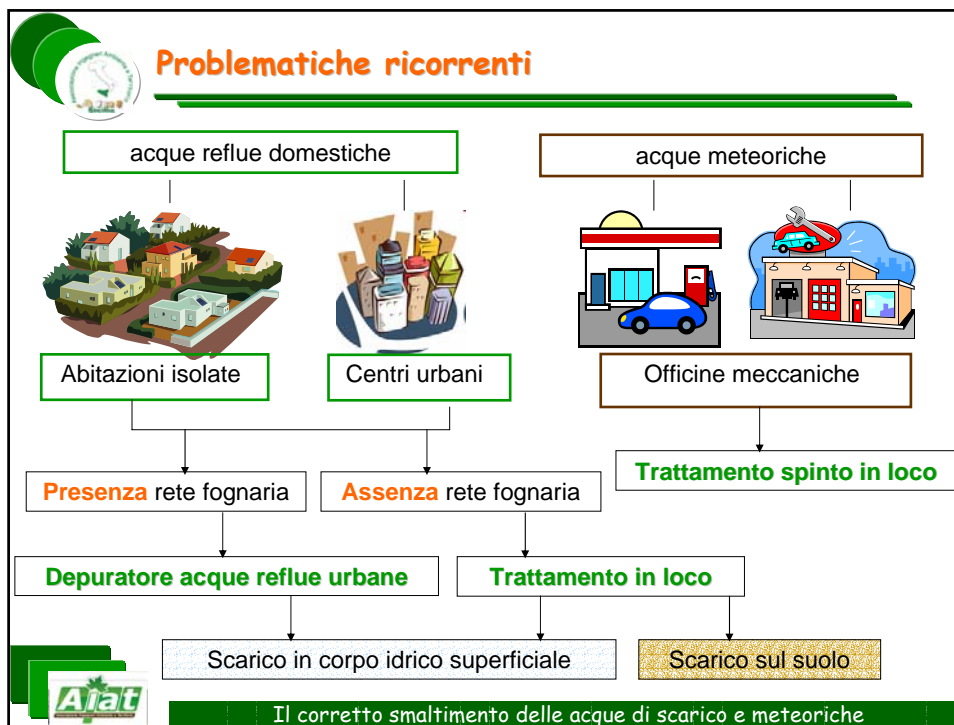 Problematiche ricorrenti
acque reflue domestiche
acque meteoriche
Abitazioni isolate
Centri urbani
Officine meccaniche
Presenza rete fognaria
Assenza rete fognaria
Trattamento spinto in loco
Depuratore acque reflue urbane
Trattamento in loco
Scarico in corpo idrico superficiale
Scarico sul suolo
Aiat
Il corretto smaltimento delle acque di scarico e meteoriche